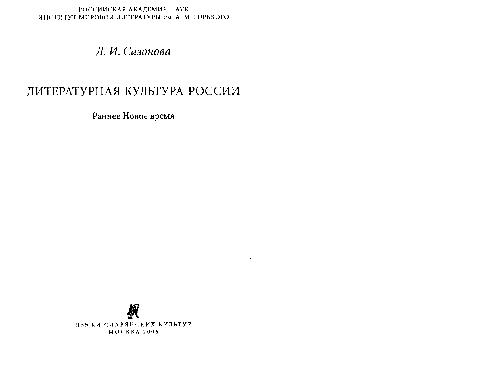 РОССИЙСКАЯ АКАДЕМИЯ НАУК
ИНСТИТУТ МИРОВОЙ ЛИТЕРАТУРЫ им. А. М. ГОРЬКОГО
Л. И. Сазонова
ЛИТЕРАТУРНАЯ КУЛЬТУРА РОССИИ
Раннее Новое время
ЯЗЫКИ СЛАВЯНСКИХ КУЛЬТУР
МОСКВА 2006